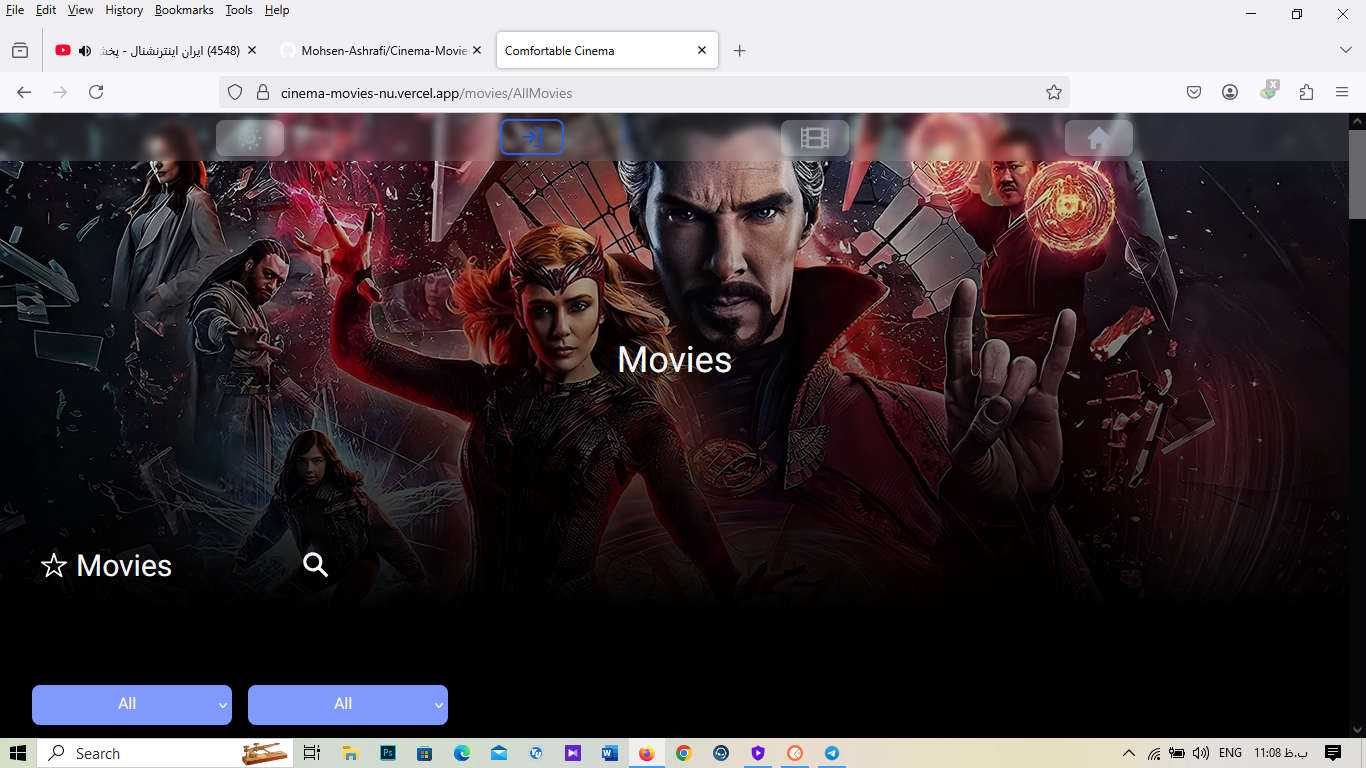 File Edit View History Bookmarks Tools Help
(4548) ایران اینترنشنال - پخش
Mohsen-Ashrafi/Cinema-Movie
Comfortable Cinema
cinema-movies-nu.vercel.app/movies/AllMovies
Movies
Movies
All
All
Search
ENG
11:08 ب.ظ